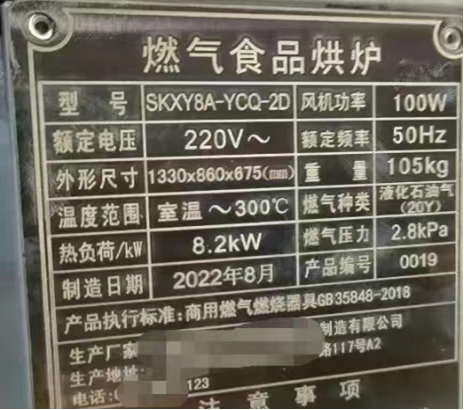 燃气食品烘炉
型号 SKXY8A-YCQ-2D 风机功率 100W
额定电压 220V～ 额定频率 50Hz
外形尺寸 1330x860x675(mm) 重量 105kg
温度范围 室温～300℃ 燃气种类 液化石油气(20Y)
热负荷/kW 8.2kW 燃气压力 2.8kPa
制造日期 2022年8月 产品编号 0019
产品执行标准:商用燃气燃烧器具GB35848-2018
生产厂家 制造有限公司
生产地址: 路117号A2
电话: 123
注意事项